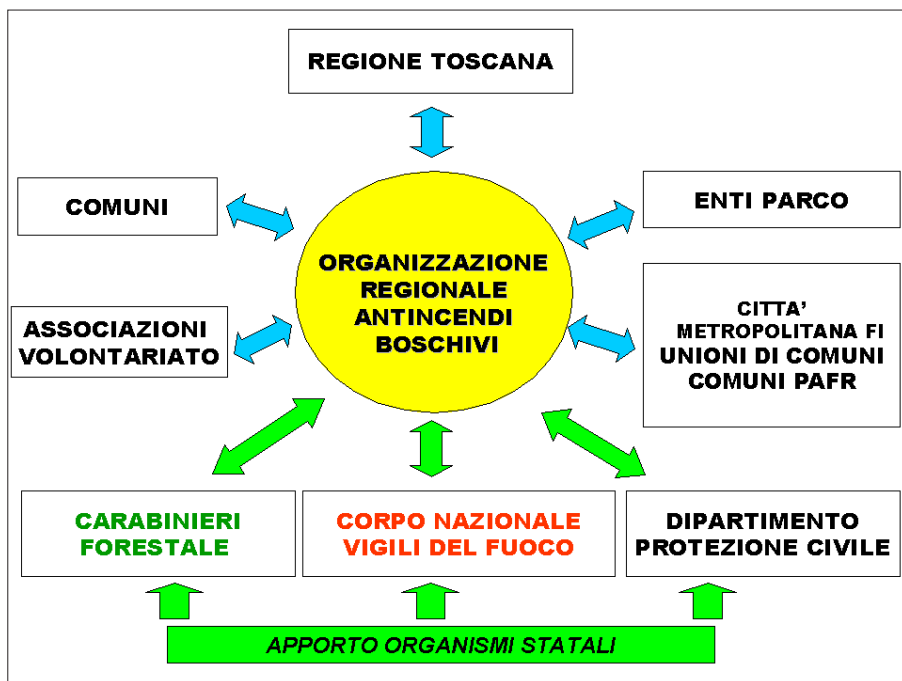 REGIONE TOSCANA
COMUNI
ENTI PARCO
ORGANIZZAZIONE
REGIONALE
ANTINCENDI
BOSCHIVI
ASSOCIAZIONI
VOLONTARIATO
CITTA'
METROPOLITANA FI
UNIONI DI COMUNI
COMUNI PAFR
CARABINIERI
FORESTALE
CORPO NAZIONALE
VIGILI DEL FUOCO
DIPARTIMENTO
PROTEZIONE CIVILE
APPORTO ORGANISMI STATALI